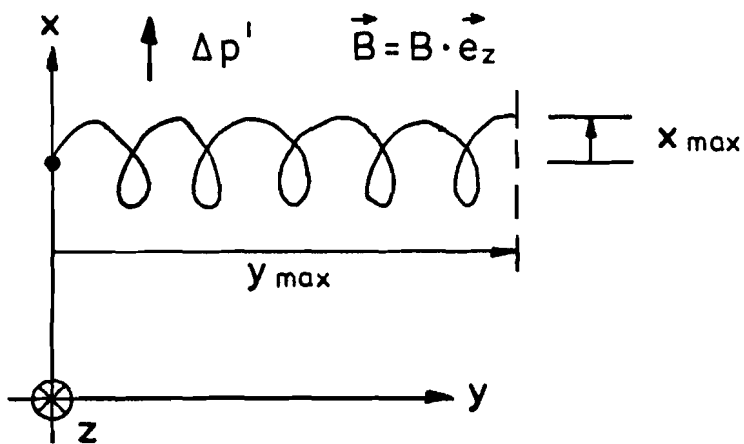 x
Δp' B⃗ = B · e⃗z
x max
y max
y
z